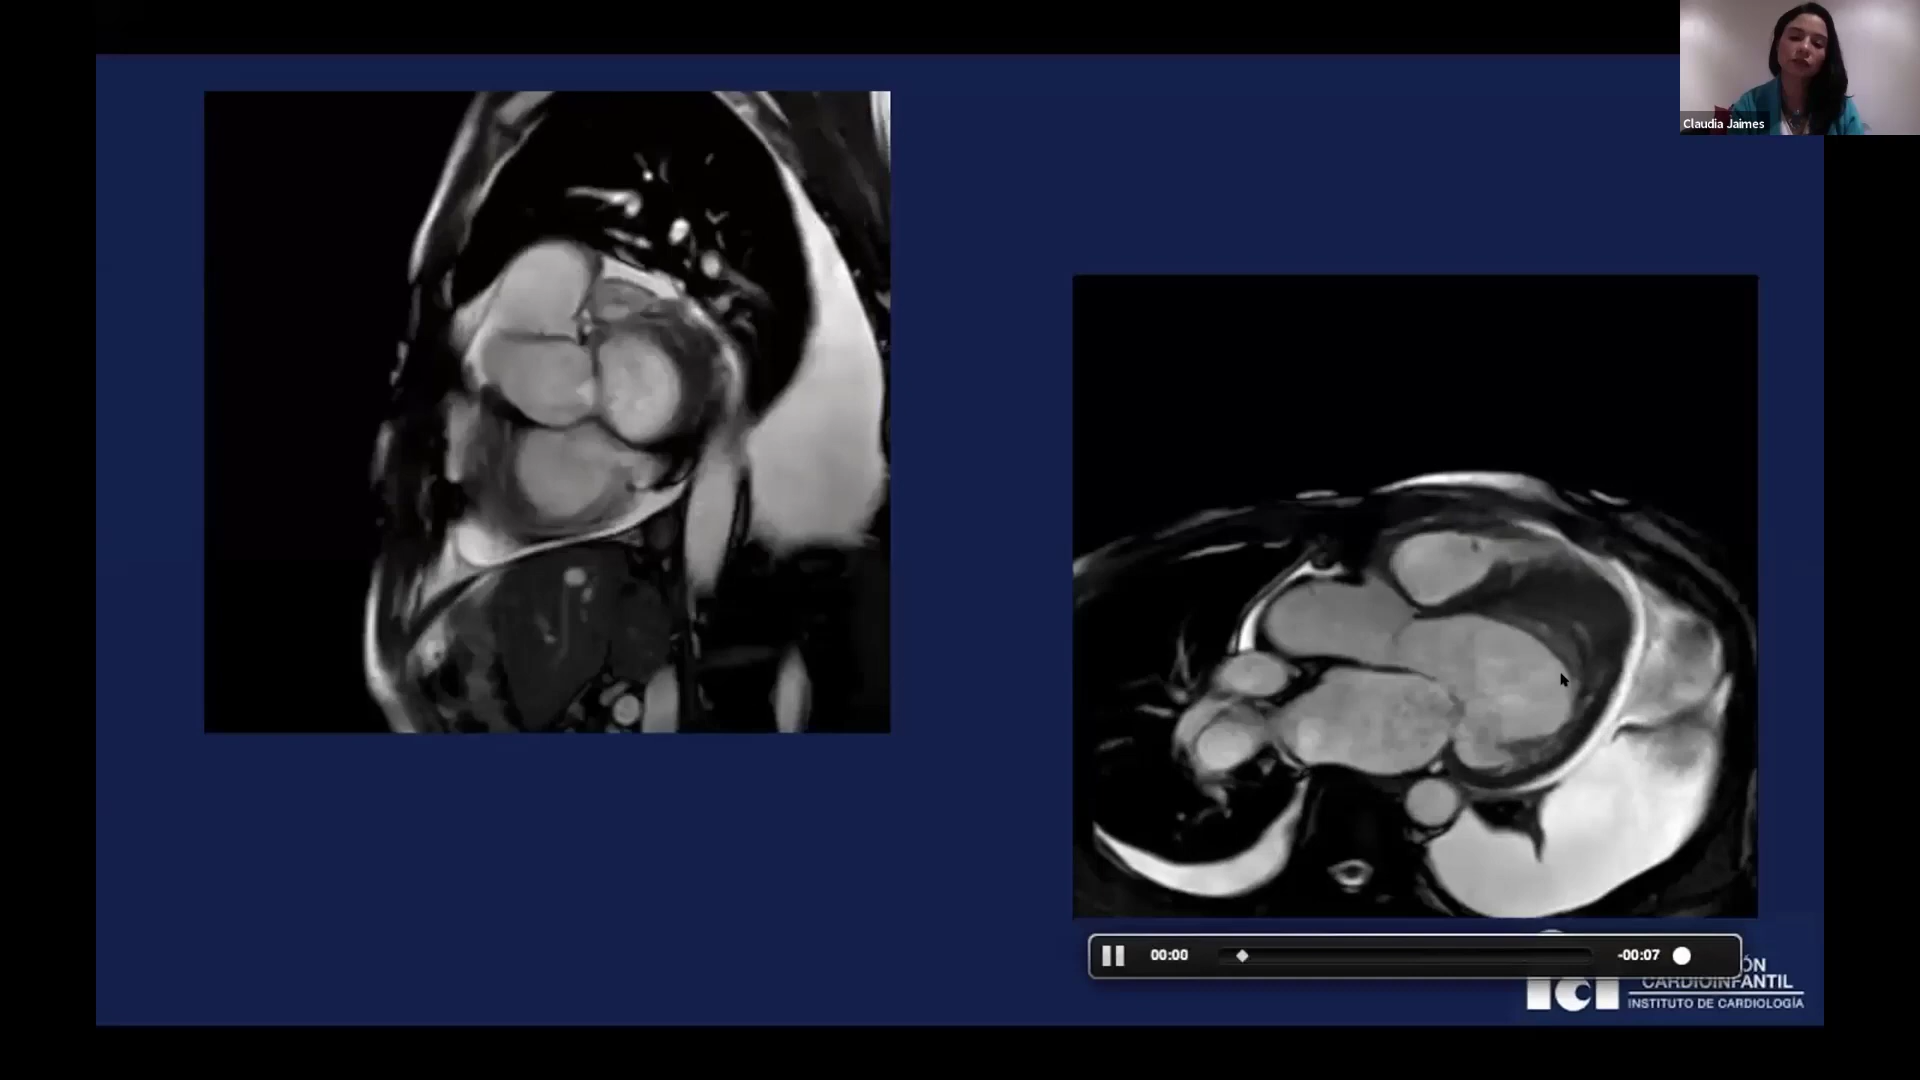 Claudia Jaimes
00:00
-00:07
CARDIOINFANTIL
INSTITUTO DE CARDIOLOGÍA